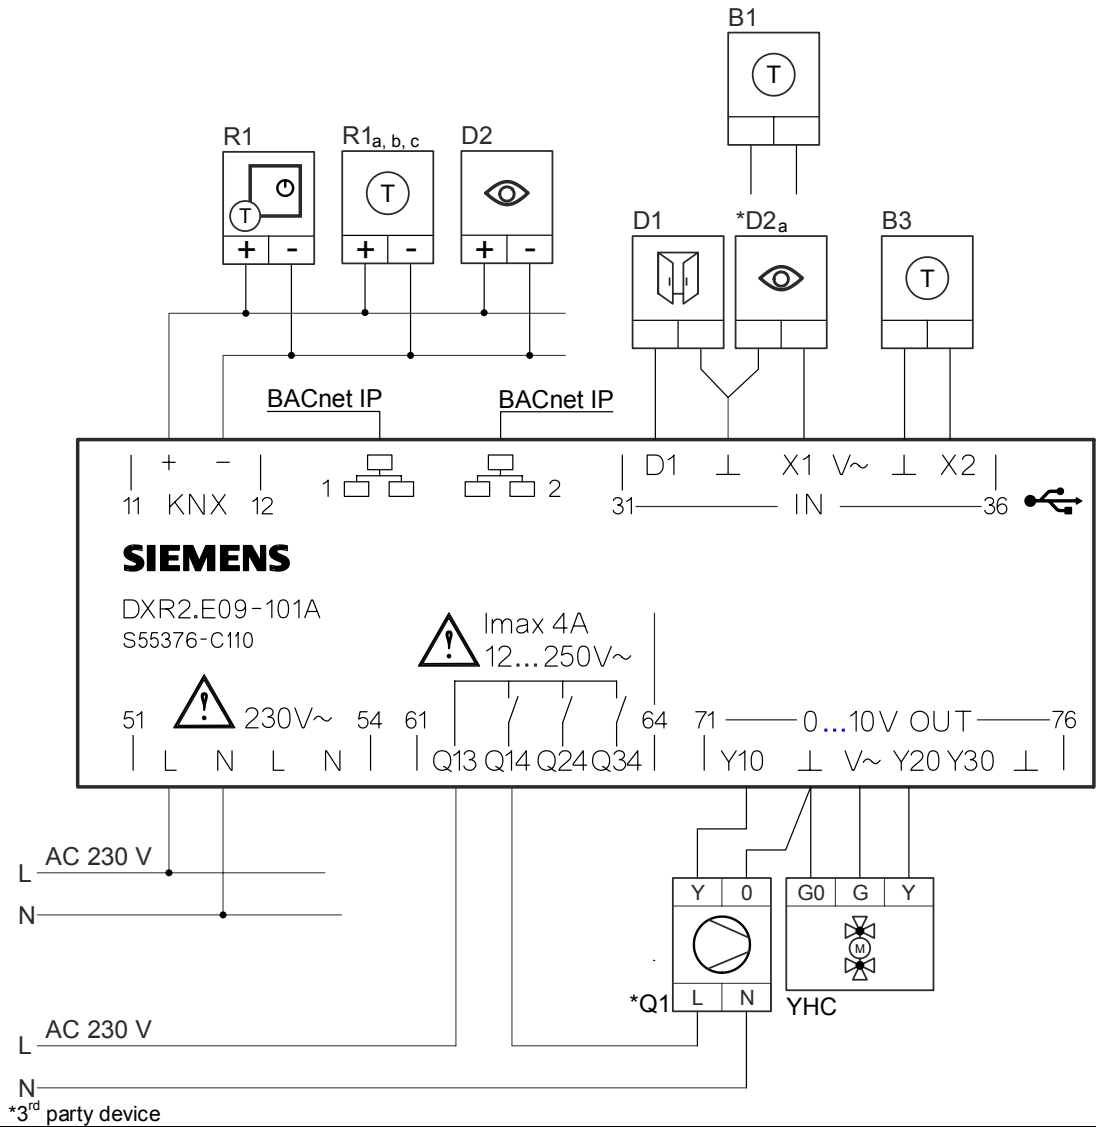 B1
T
R1
R1a, b, c
D2
T
T
+ -
+ -
+ -
D1
*D2a
B3
T
BACnet IP
BACnet IP
+ −
D1 ⊥ X1 V~ ⊥ X2
11 KNX 12
1
2
31 IN 36
SIEMENS
DXR2.E09-101A
S55376-C110
! Imax 4A
12...250V~
51 ! 230V~ 54
61 64
71 0...10V OUT 76
L N L N
Q13 Q14 Q24 Q34
Y10 ⊥ V~ Y20 Y30 ⊥
L AC 230 V
N
Y 0
G0 G Y
M
*Q1 L N
YHC
L AC 230 V
N
*3rd party device